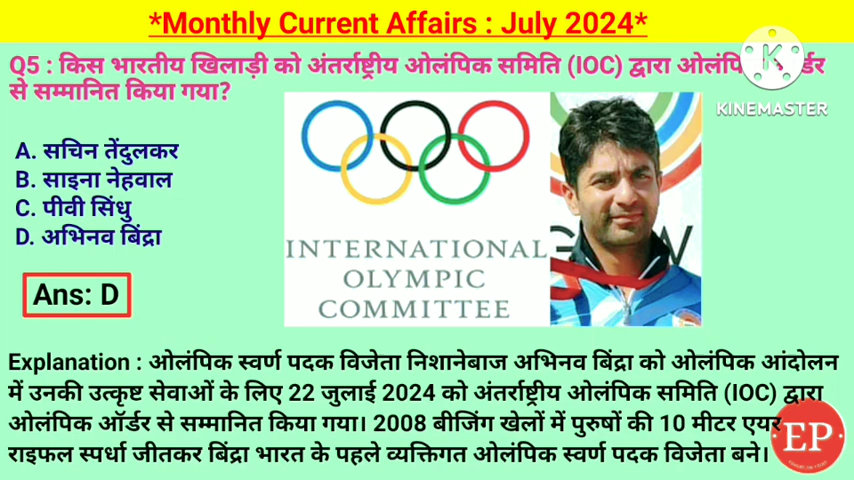 *Monthly Current Affairs : July 2024*
Q5 : किस भारतीय खिलाड़ी को अंतर्राष्ट्रीय ओलंपिक समिति (IOC) द्वारा
से सम्मानित किया गया?
KINEMASTER
A. सचिन तेंदुलकर
B. साइना नेहवाल
C. पीवी सिंधु
D. अभिनव बिंद्रा
Ans: D
INTERNATIONAL
OLYMPIC
COMMITTEE
Explanation : ओलंपिक स्वर्ण पदक विजेता निशानेबाज अभिनव बिंद्रा को ओलंपिक आंदोलन
में उनकी उत्कृष्ट सेवाओं के लिए 22 जुलाई 2024 को अंतर्राष्ट्रीय ओलंपिक समिति (IOC) द्वारा
ओलंपिक ऑर्डर से सम्मानित किया गया। 2008 बीजिंग खेलों में पुरुषों की 10 मीटर एयर
राइफल स्पर्धा जीतकर बिंद्रा भारत के पहले व्यक्तिगत ओलंपिक स्वर्ण पदक विजेता बने।
EP